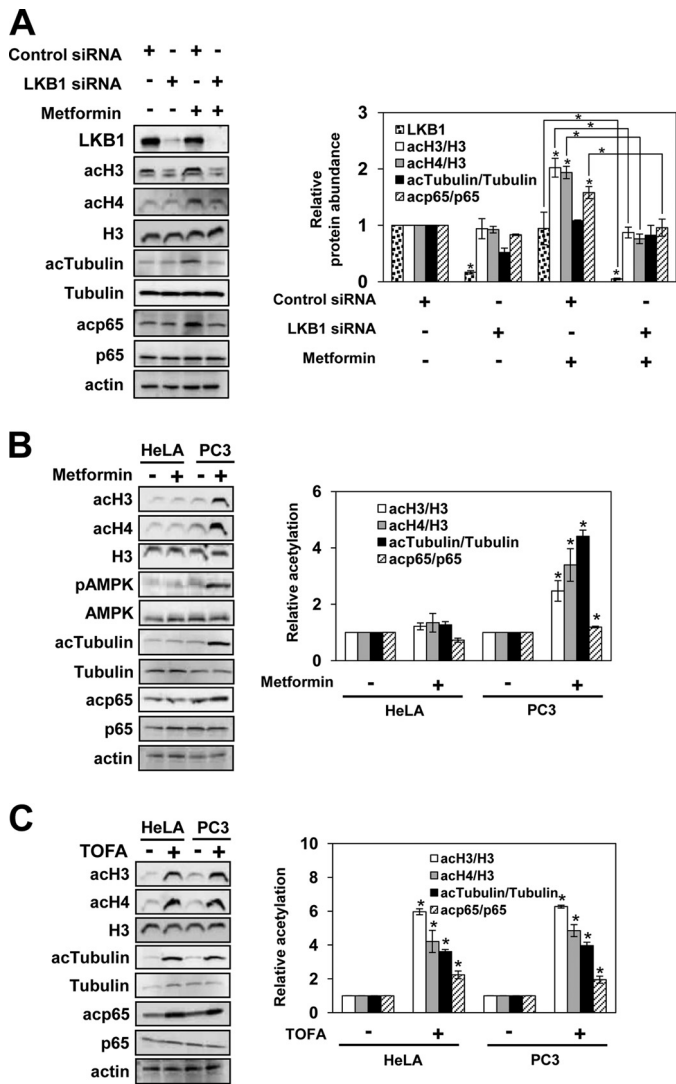 A
Control siRNA + - + -
LKB1 siRNA - + - +
Metformin - - + +
LKB1
acH3
acH4
H3
acTubulin
Tubulin
acp65
p65
actin
Relative
protein abundance
3
2
1
0
LKB1
acH3/H3
acH4/H3
acTubulin/Tubulin
acp65/p65
* * * * * * * * *
Control siRNA + - + -
LKB1 siRNA - + - +
Metformin - - + +
B
HeLA PC3
Metformin - + - +
acH3
acH4
H3
pAMPK
AMPK
acTubulin
Tubulin
acp65
p65
actin
Relative acetylation
6
4
2
0
acH3/H3
acH4/H3
acTubulin/Tubulin
acp65/p65
* * * *
Metformin - + - +
HeLA PC3
C
HeLA PC3
TOFA - + - +
acH3
acH4
H3
acTubulin
Tubulin
acp65
p65
actin
Relative acetylation
10
8
6
4
2
0
acH3/H3
acH4/H3
acTubulin/Tubulin
acp65/p65
* * * * * * * *
TOFA - + - +
HeLA PC3